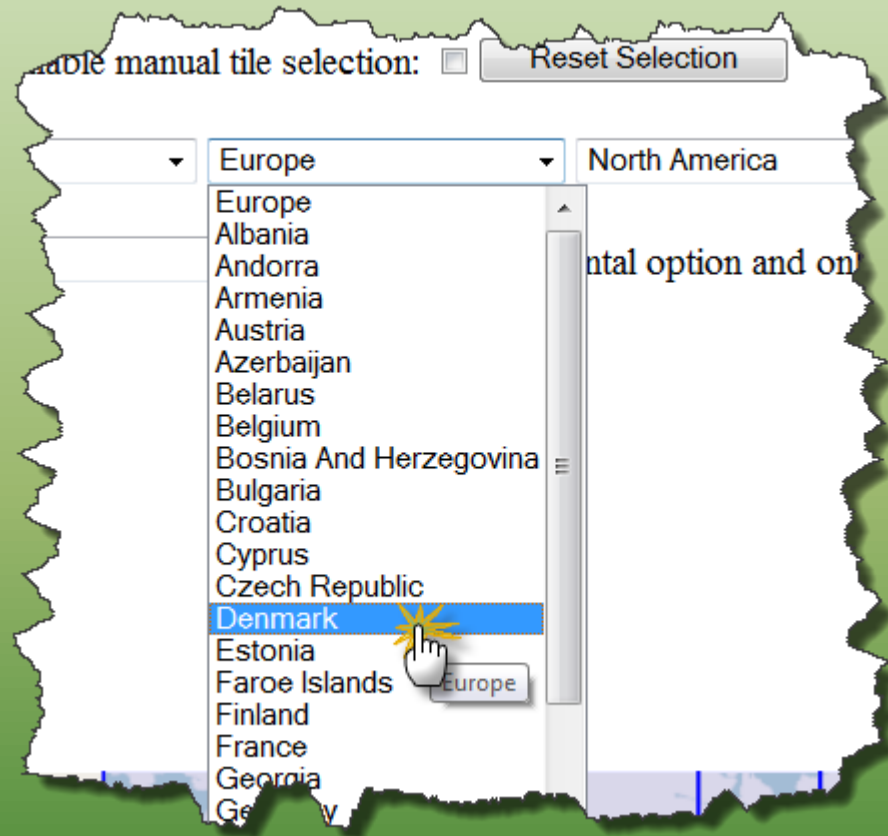 manual tile selection: Reset Selection
Europe North America
Europe
Albania
Andorra
ntal option and on
Armenia
Austria
Azerbaijan
Belarus
Belgium
Bosnia And Herzegovina
Bulgaria
Croatia
Cyprus
Czech Republic
Denmark
Estonia
Faroe Islands Europe
Finland
France
Georgia